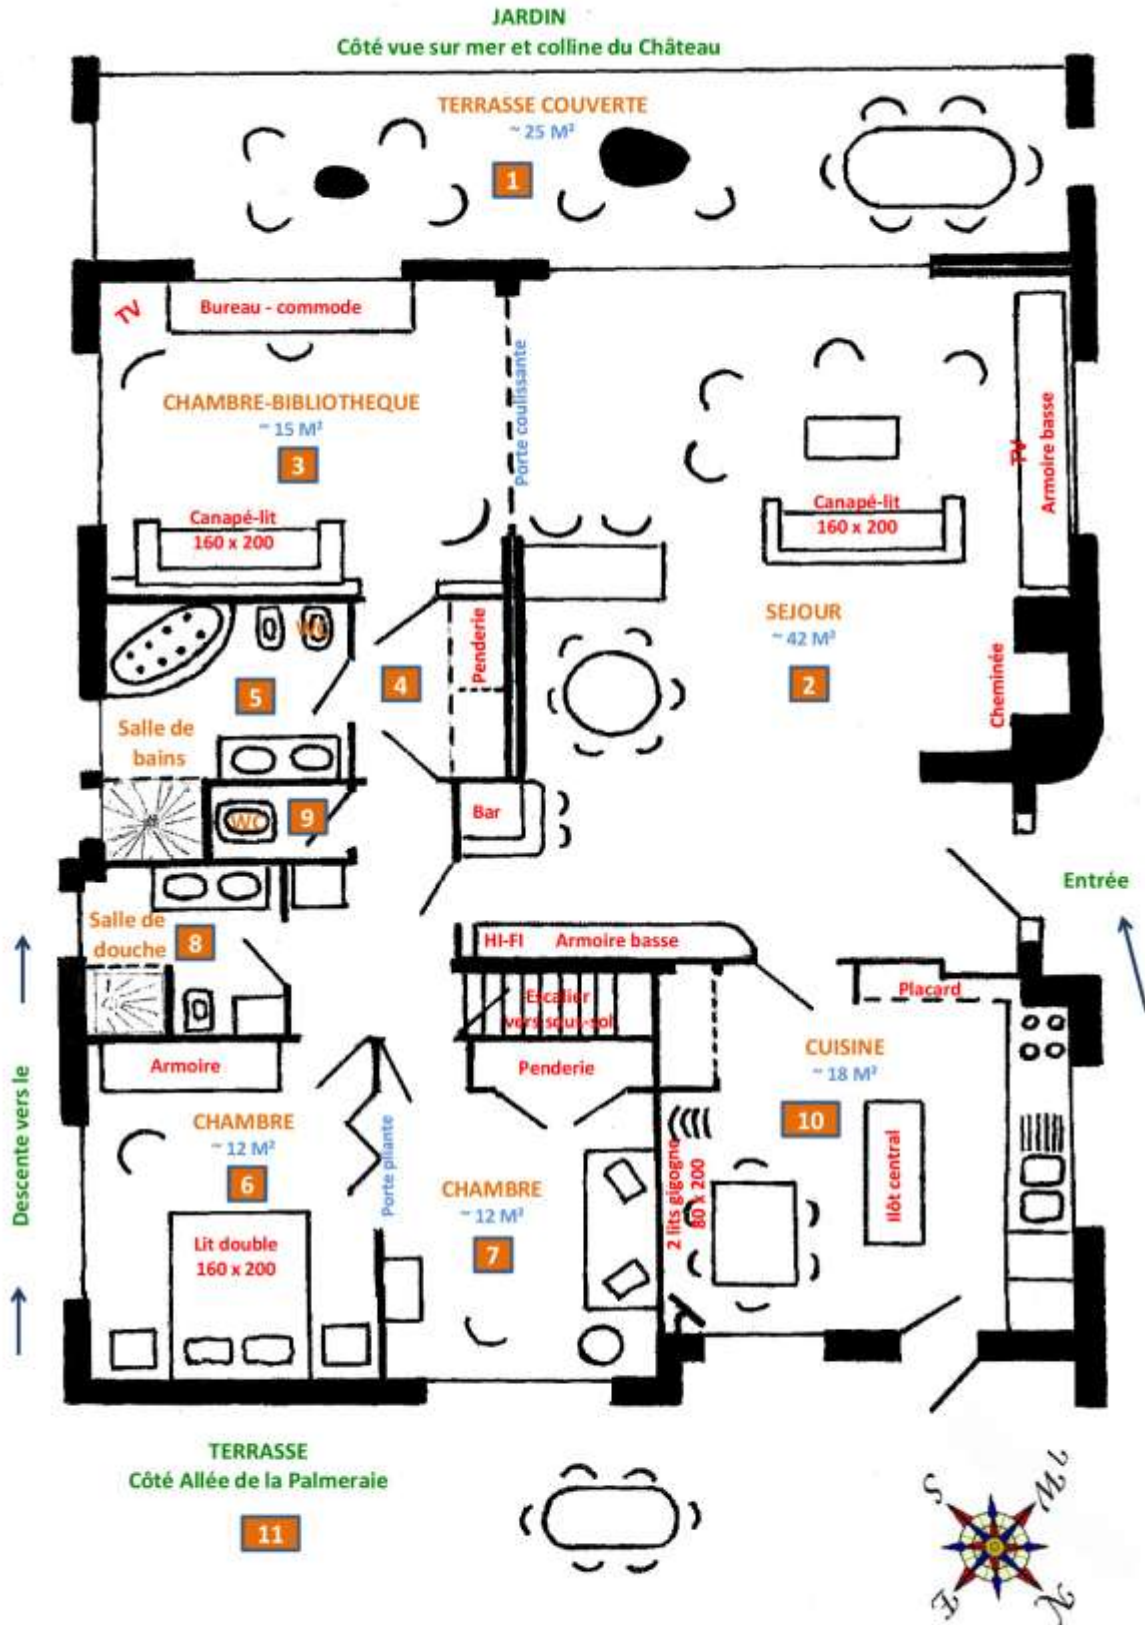 JARDIN
Côté vue sur mer et colline du Château
TERRASSE COUVERTE
~ 25 M²
1
TV
Bureau - commode
Porte coulissante
CHAMBRE-BIBLIOTHEQUE
~ 15 M²
3
TV
Armoire basse
Canapé-lit
160 x 200
Canapé-lit
160 x 200
SEJOUR
~ 42 M²
2
Cheminée
WC
Penderie
4
5
Salle de
bains
WC
9
Bar
Entrée
Salle de
douche
8
HI-FI
Armoire basse
Placard
Escalier
vers sous-sol
Penderie
Armoire
CUISINE
~ 18 M²
10
Descente vers le
CHAMBRE
~ 12 M²
6
Porte pliante
CHAMBRE
~ 12 M²
7
2 lits gigogne
80 x 200
Ilôt central
Lit double
160 x 200
TERRASSE
Côté Allée de la Palmeraie
11
S
W
E
N